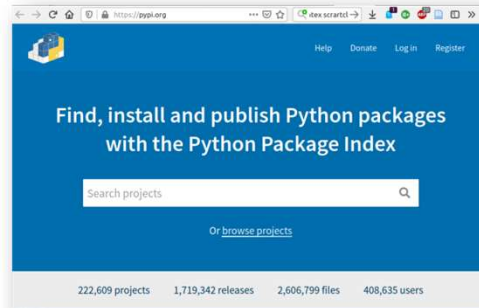 https://pypi.org
itex scrartcl
Help Donate Log in Register
Find, install and publish Python packages
with the Python Package Index
Search projects
Or browse projects
222,609 projects 1,719,342 releases 2,606,799 files 408,635 users